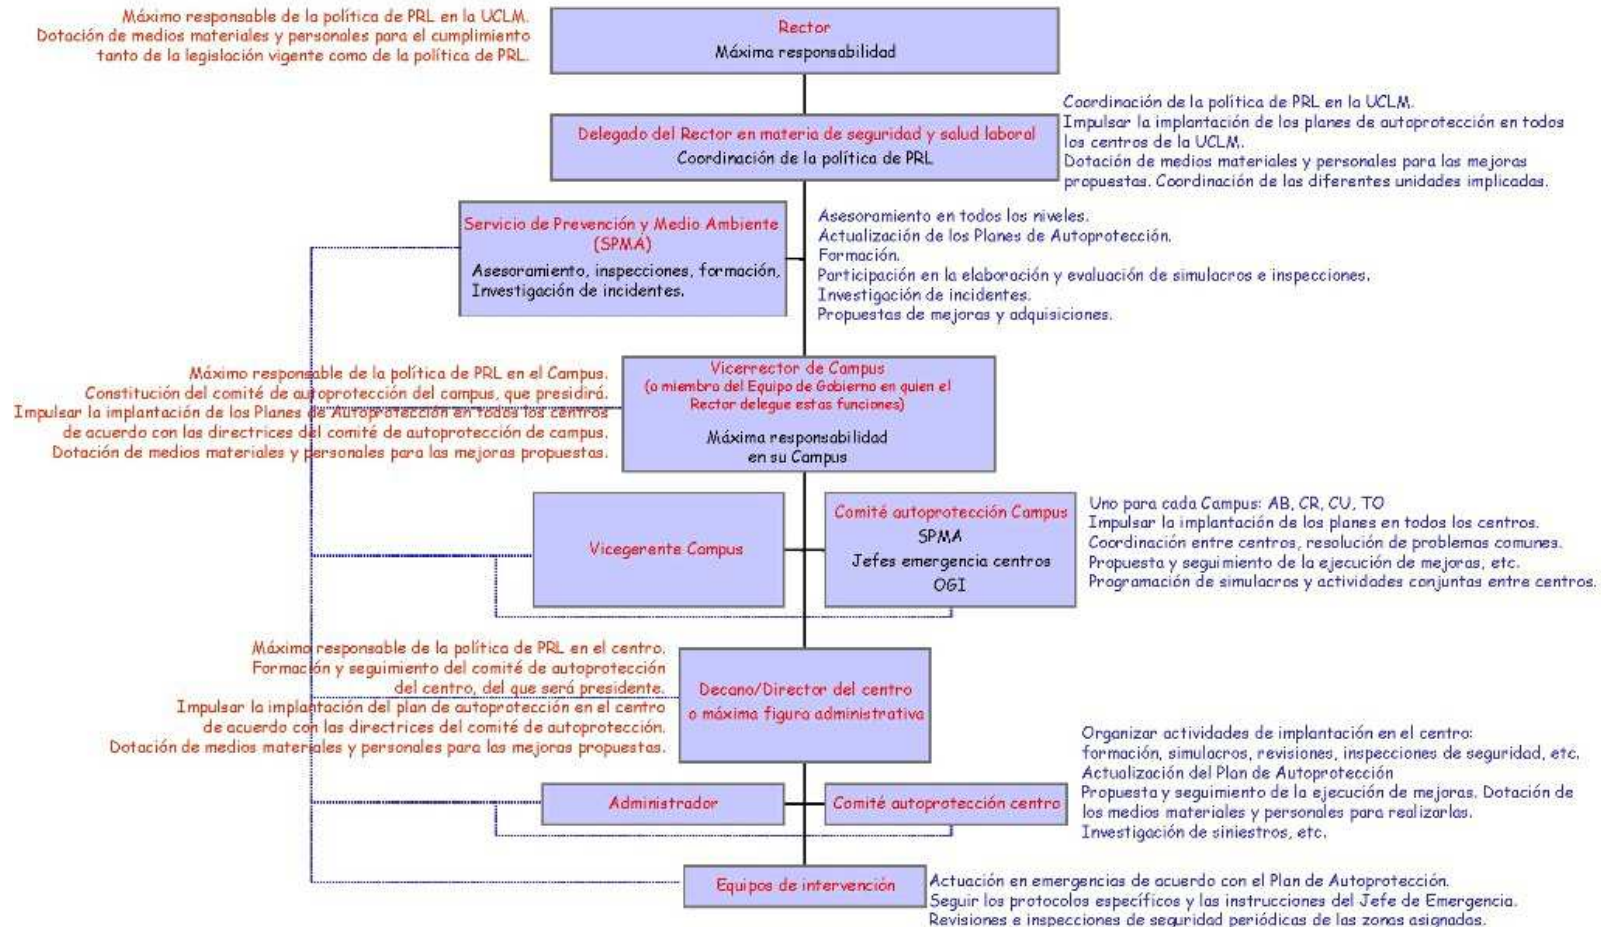 Máximo responsable de la política de PRL en la UCLM.
Dotación de medios materiales y personales para el cumplimiento
tanto de la legislación vigente como de la política de PRL.
Rector
Máxima responsabilidad
Delegado del Rector en materia de seguridad y salud laboral
Coordinación de la política de PRL
Coordinación de la política de PRL en la UCLM.
Impulsar la implantación de los planes de autoprotección en todos
los centros de la UCLM.
Dotación de medios materiales y personales para las mejoras
propuestas. Coordinación de las diferentes unidades implicadas.
Servicio de Prevención y Medio Ambiente
(SPMA)
Asesoramiento, inspecciones, formación,
Investigación de incidentes.
Asesoramiento en todos los niveles.
Actualización de los Planes de Autoprotección.
Formación.
Participación en la elaboración y evaluación de simulacros e inspecciones.
Investigación de incidentes.
Propuestas de mejoras y adquisiciones.
Máximo responsable de la política de PRL en el Campus.
Constitución del comité de autoprotección del campus, que presidirá.
Impulsar la implantación de los Planes de Autoprotección en todos los centros
de acuerdo con las directrices del comité de autoprotección de campus.
Dotación de medios materiales y personales para las mejoras propuestas.
Vicerrector de Campus
(o miembro del Equipo de Gobierno en quien el
Rector delegue estas funciones)
Máxima responsabilidad
en su Campus
Vicegerente Campus
Comité autoprotección Campus
SPMA
Jefes emergencia centros
OGI
Uno para cada Campus: AB, CR, CU, TO
Impulsar la implantación de los planes en todos los centros.
Coordinación entre centros, resolución de problemas comunes.
Propuesta y seguimiento de la ejecución de mejoras, etc.
Programación de simulacros y actividades conjuntas entre centros.
Máximo responsable de la política de PRL en el centro.
Formación y seguimiento del comité de autoprotección
del centro, del que será presidente.
Impulsar la implantación del plan de autoprotección en el centro
de acuerdo con las directrices del comité de autoprotección.
Dotación de medios materiales y personales para las mejoras propuestas.
Decano/Director del centro
o máxima figura administrativa
Administrador
Comité autoprotección centro
Organizar actividades de implantación en el centro:
formación, simulacros, revisiones, inspecciones de seguridad, etc.
Actualización del Plan de Autoprotección
Propuesta y seguimiento de la ejecución de mejoras. Dotación de
los medios materiales y personales para realizarlas.
Investigación de siniestros, etc.
Equipos de intervención
Actuación en emergencias de acuerdo con el Plan de Autoprotección.
Seguir los protocolos específicos y las instrucciones del Jefe de Emergencia.
Revisiones e inspecciones de seguridad periódicas de las zonas asignadas.